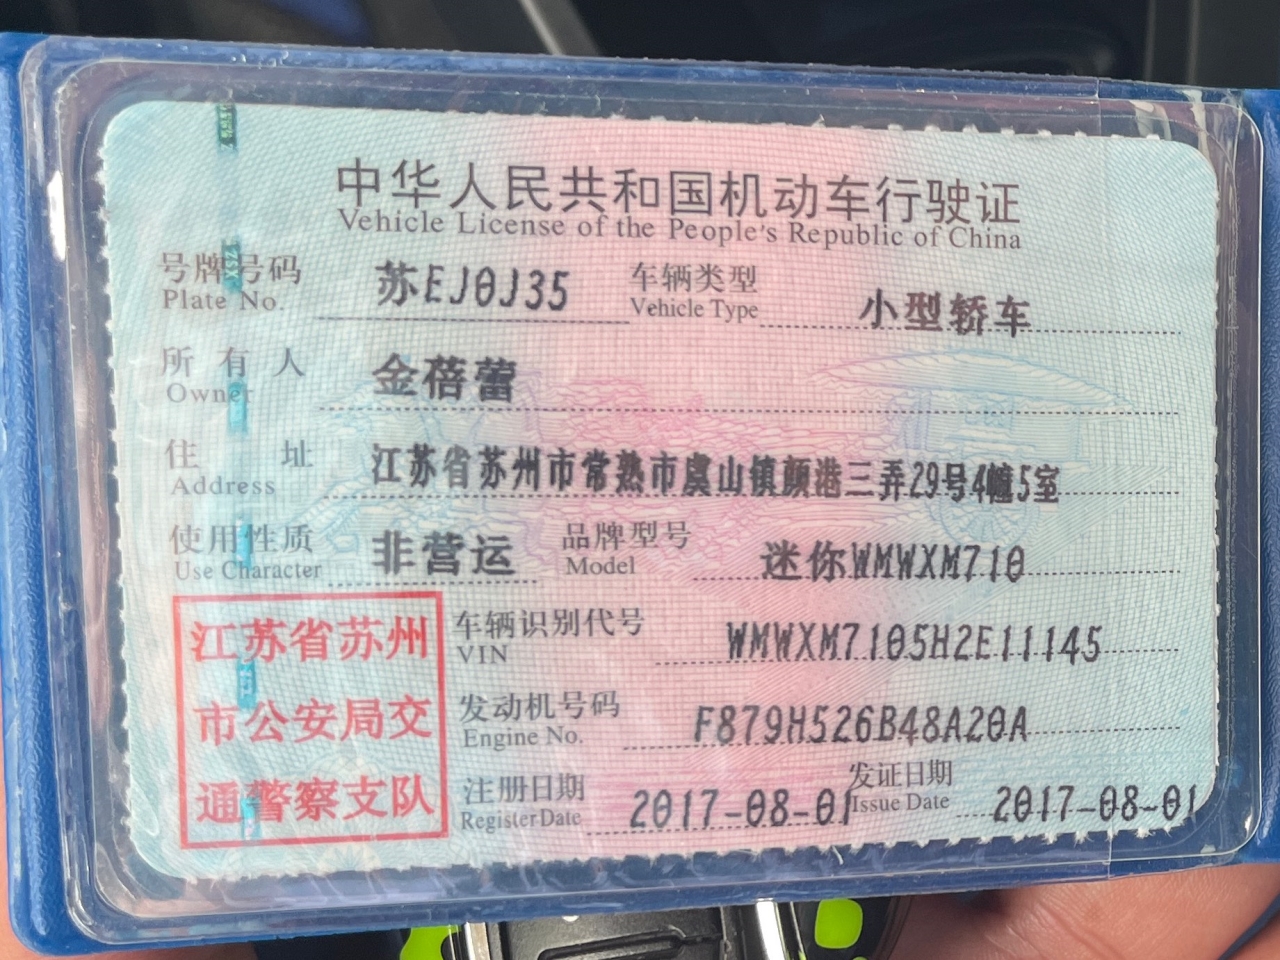 中华人民共和国机动车行驶证
Vehicle License of the People's Republic of China
号牌号码 苏EJ0J35 车辆类型 小型轿车
Plate No. Vehicle Type
所有人 金蓓蕾
Owner
住址 江苏省苏州市常熟市虞山镇颜港三弄29号4幢5室
Address
使用性质 非营运 品牌型号 迷你WMWXM710
Use Character Model
江苏省苏州
市公安局交
通警察支队
车辆识别代号 WMWXM7105H2E11145
VIN
发动机号码 F879H526B48A20A
Engine No.
注册日期 2017-08-01 发证日期 2017-08-01
Register Date Issue Date